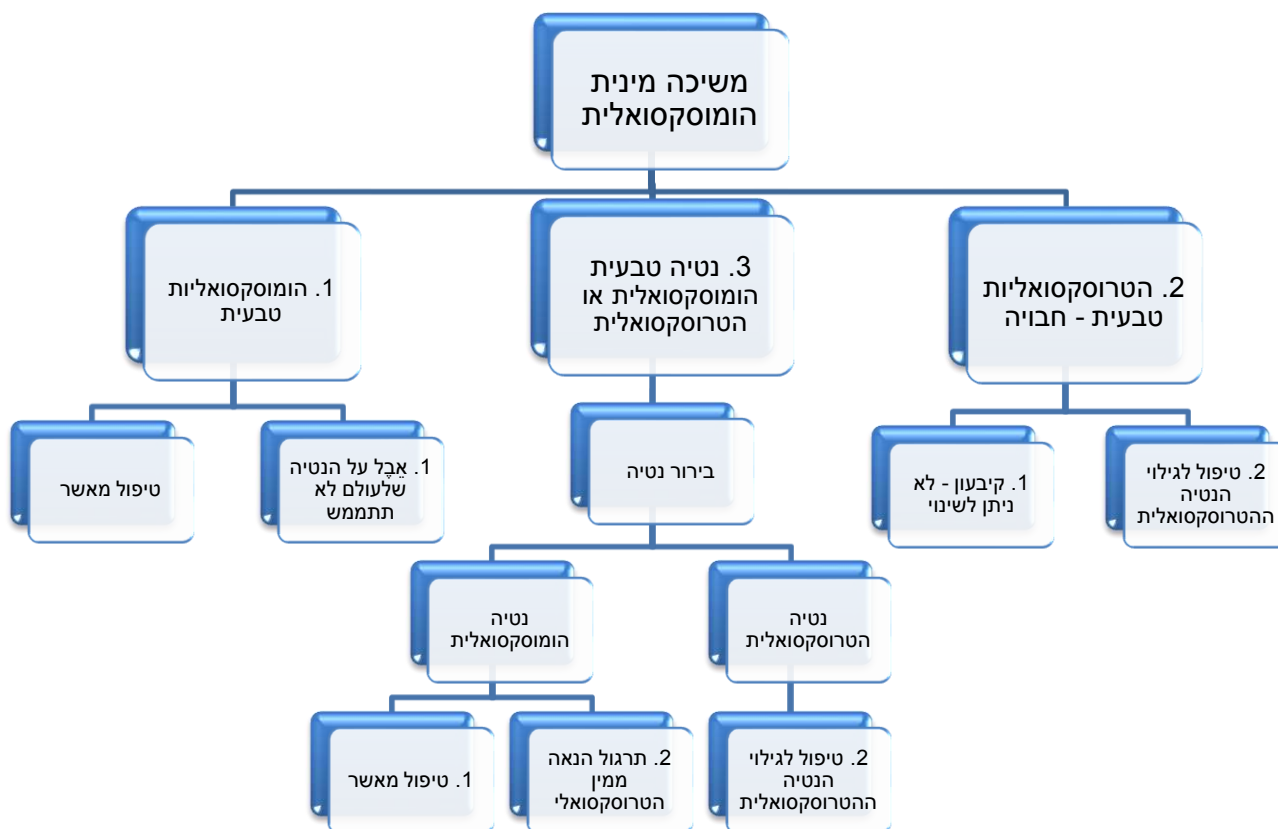 משיכה מינית
הומוסקסואלית
2. הטרוסקסואליות
טבעית - חבויה
3. נטיה טבעית
הומוסקסואלית או
הטרוסקסואלית
1. הומוסקסואליות
טבעית
2. טיפול לגילוי
הנטיה
ההטרוסקסואלית
1. קיבעון - לא
ניתן לשינוי
בירור נטיה
1. אֵבֶל על הנטיה
שלעולם לא
תתממש
טיפול מאשר
נטיה
הטרוסקסואלית
נטיה
הומוסקסואלית
2. טיפול לגילוי
הנטיה
ההטרוסקסואלית
2. תרגול הנאה
ממין
הטרוסקסואלי
1. טיפול מאשר